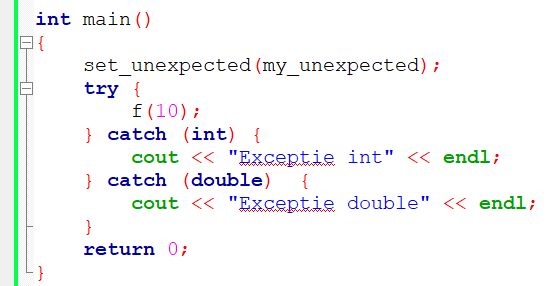 int main()
{
set_unexpected(my_unexpected);
try {
f(10);
} catch (int) {
cout << "Exceptie int" << endl;
} catch (double)  {
cout << "Exceptie double" << endl;
}
return 0;
}